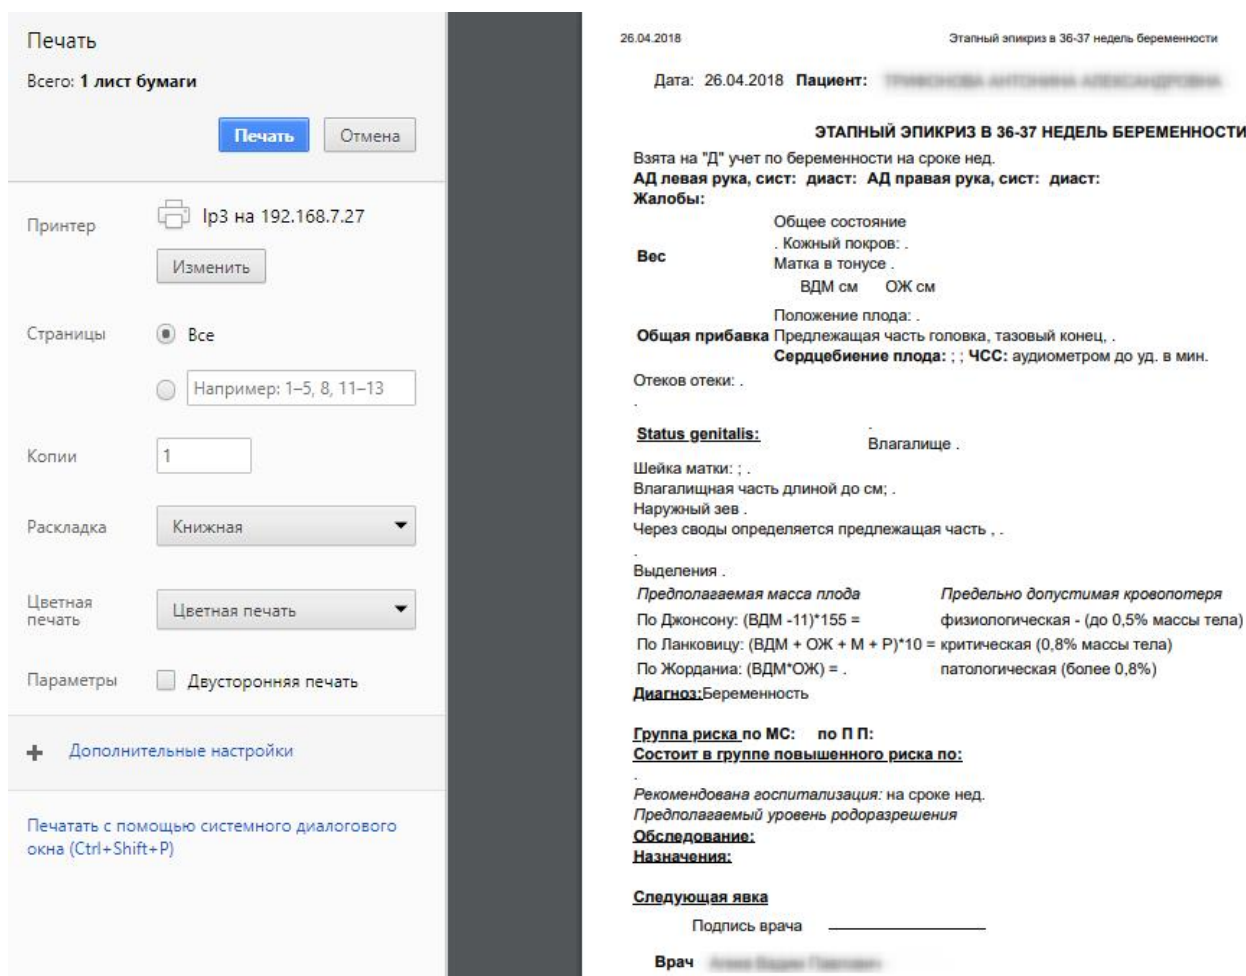 Печать
Всего: 1 лист бумаги
Печать Отмена
Принтер
lp3 на 192.168.7.27
Изменить
Страницы
Все
Например: 1–5, 8, 11–13
Копии
1
Раскладка
Книжная
Цветная печать
Цветная печать
Параметры
Двусторонняя печать
+ Дополнительные настройки
Печатать с помощью системного диалогового
окна (Ctrl+Shift+P)
26.04.2018 Этапный эпикриз в 36-37 недель беременности
Дата: 26.04.2018 Пациент:
ЭТАПНЫЙ ЭПИКРИЗ В 36-37 НЕДЕЛЬ БЕРЕМЕННОСТИ
Взята на "Д" учет по беременности на сроке нед.
АД левая рука, сист: диаст: АД правая рука, сист: диаст:
Жалобы:
Общее состояние
. Кожный покров: .
Вес
Матка в тонусе .
ВДМ см ОЖ см
Положение плода: .
Общая прибавка Предлежащая часть головка, тазовый конец, .
Сердцебиение плода: ; ; ЧСС: аудиометром до уд. в мин.
Отеков отеки: .
.
Status genitalis: .
Влагалище .
Шейка матки: ; .
Влагалищная часть длиной до см; .
Наружный зев .
Через своды определяется предлежащая часть , .
.
Выделения .
Предполагаемая масса плода Предельно допустимая кровопотеря
По Джонсону: (ВДМ -11)*155 = физиологическая - (до 0,5% массы тела)
По Ланковицу: (ВДМ + ОЖ + М + Р)*10 = критическая (0,8% массы тела)
По Жордания: (ВДМ*ОЖ) = . патологическая (более 0,8%)
Диагноз:Беременность
Группа риска по МС: по П П:
Состоит в группе повышенного риска по:
.
Рекомендована госпитализация: на сроке нед.
Предполагаемый уровень родоразрешения
Обследование:
Назначения:
Следующая явка
Подпись врача
Врач